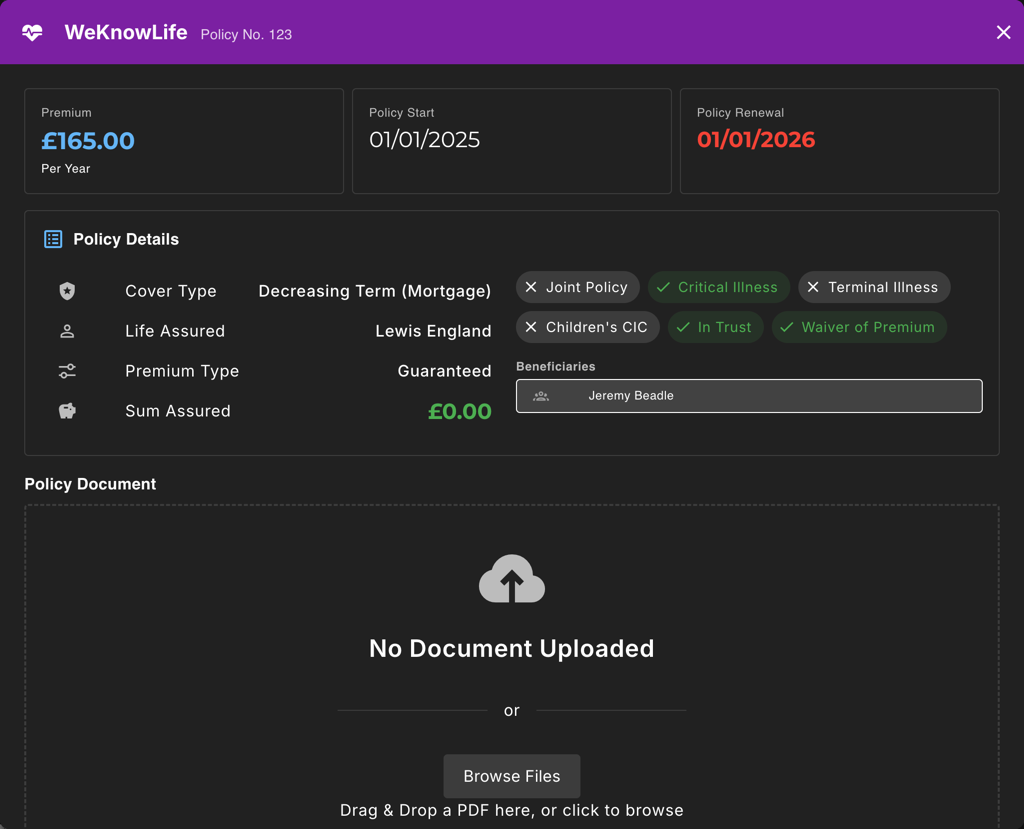 WeKnowLife Policy No. 123
Premium
£165.00
Per Year
Policy Start
01/01/2025
Policy Renewal
01/01/2026
Policy Details
Cover Type Decreasing Term (Mortgage)
Life Assured Lewis England
Premium Type Guaranteed
Sum Assured £0.00
Joint Policy Critical Illness Terminal Illness
Children's CIC In Trust Waiver of Premium
Beneficiaries
Jeremy Beadle
Policy Document
No Document Uploaded
or
Browse Files
Drag & Drop a PDF here, or click to browse